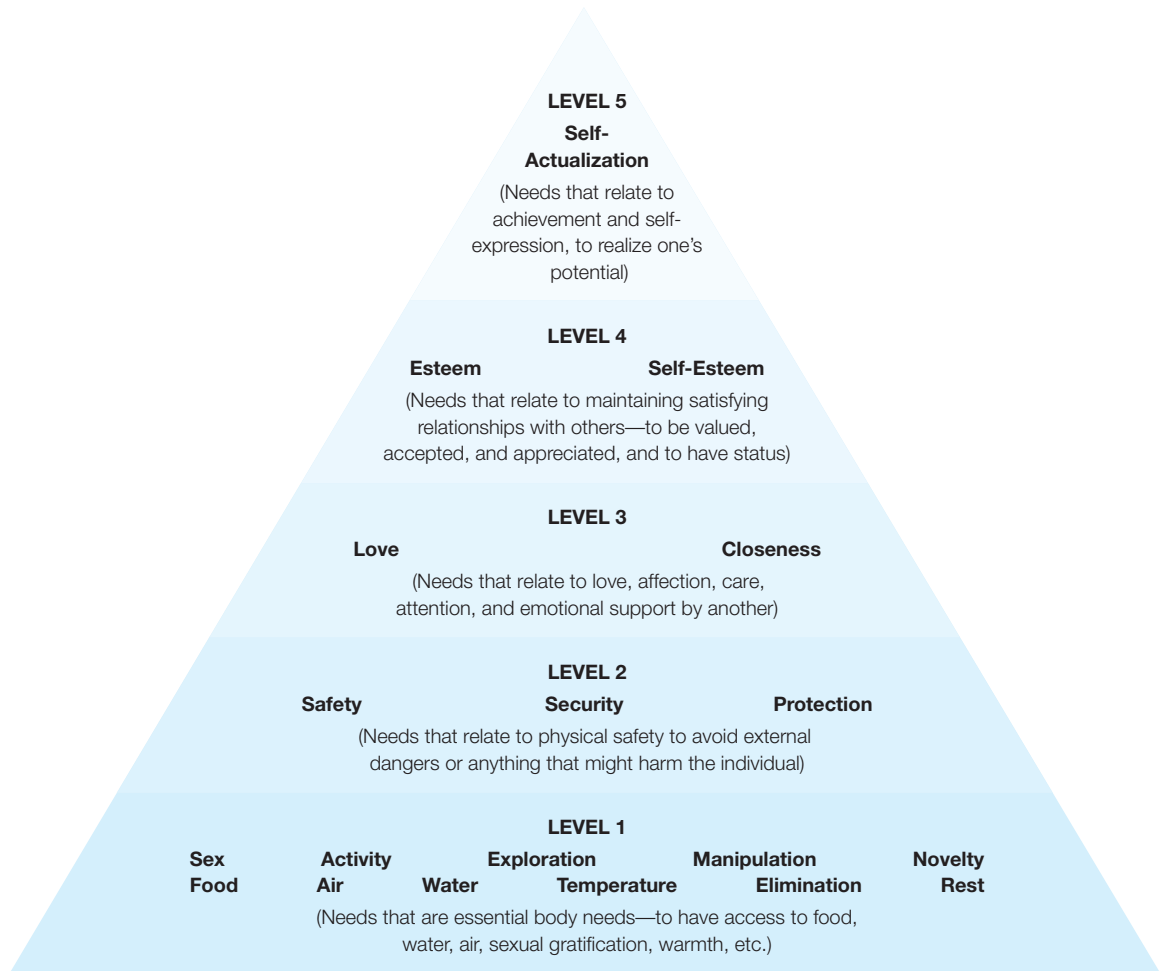 LEVEL 5
Self-
Actualization
(Needs that relate to
achievement and self-
expression, to realize one’s
potential)
LEVEL 4
Esteem Self-Esteem
(Needs that relate to maintaining satisfying
relationships with others—to be valued,
accepted, and appreciated, and to have status)
LEVEL 3
Love Closeness
(Needs that relate to love, affection, care,
attention, and emotional support by another)
LEVEL 2
Safety Security Protection
(Needs that relate to physical safety to avoid external
dangers or anything that might harm the individual)
LEVEL 1
Sex Activity Exploration Manipulation Novelty
Food Air Water Temperature Elimination Rest
(Needs that are essential body needs—to have access to food,
water, air, sexual gratification, warmth, etc.)